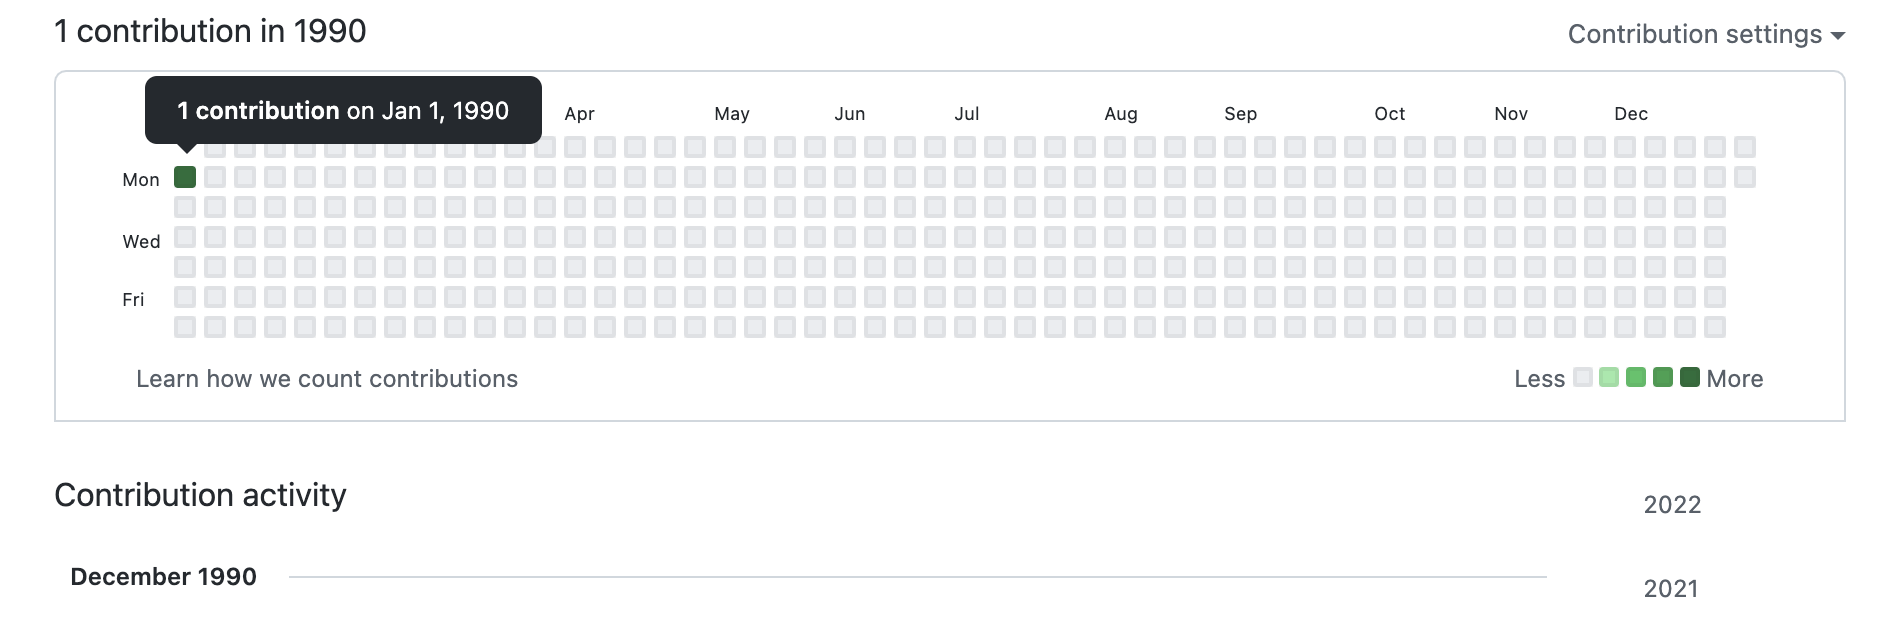 1 contribution in 1990
Contribution settings
1 contribution on Jan 1, 1990
Apr May Jun Jul Aug Sep Oct Nov Dec
Mon
Wed
Fri
Learn how we count contributions
Less More
Contribution activity
2022
December 1990
2021